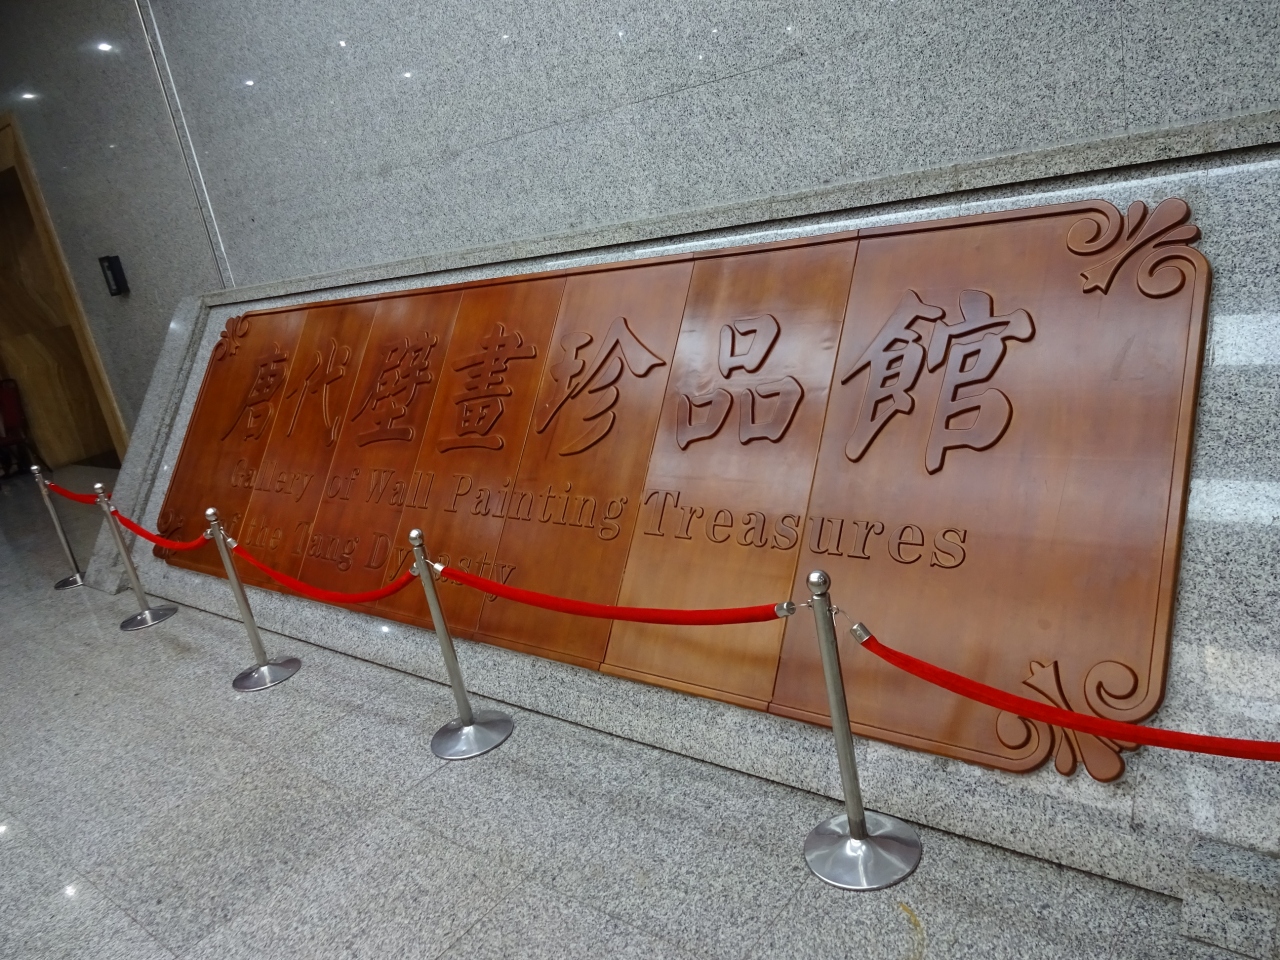 唐代壁畫珍品館
Gallery of Wall Painting Treasures
of the Tang Dynasty